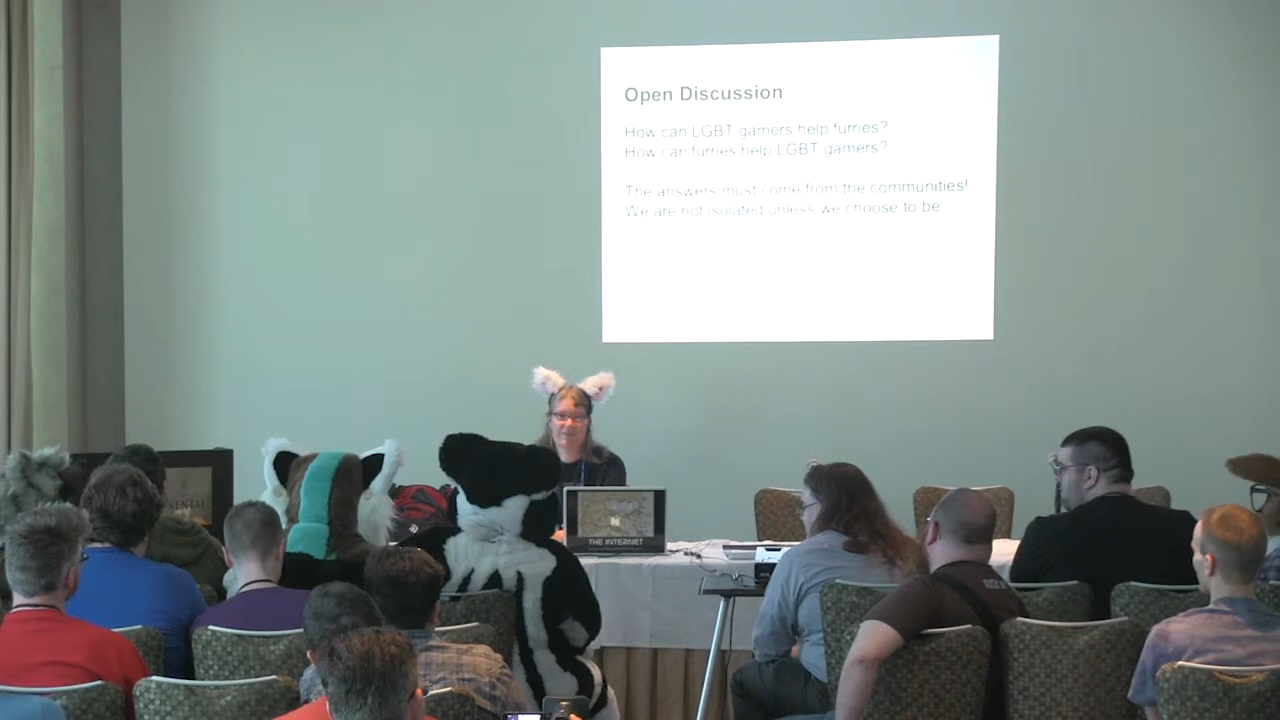 Open Discussion
How can LGBT gamers help furries?
How can furries help LGBT gamers?
The answers must come from the communities!
We are not isolated unless we choose to be
NENTAL
THE INTERNET